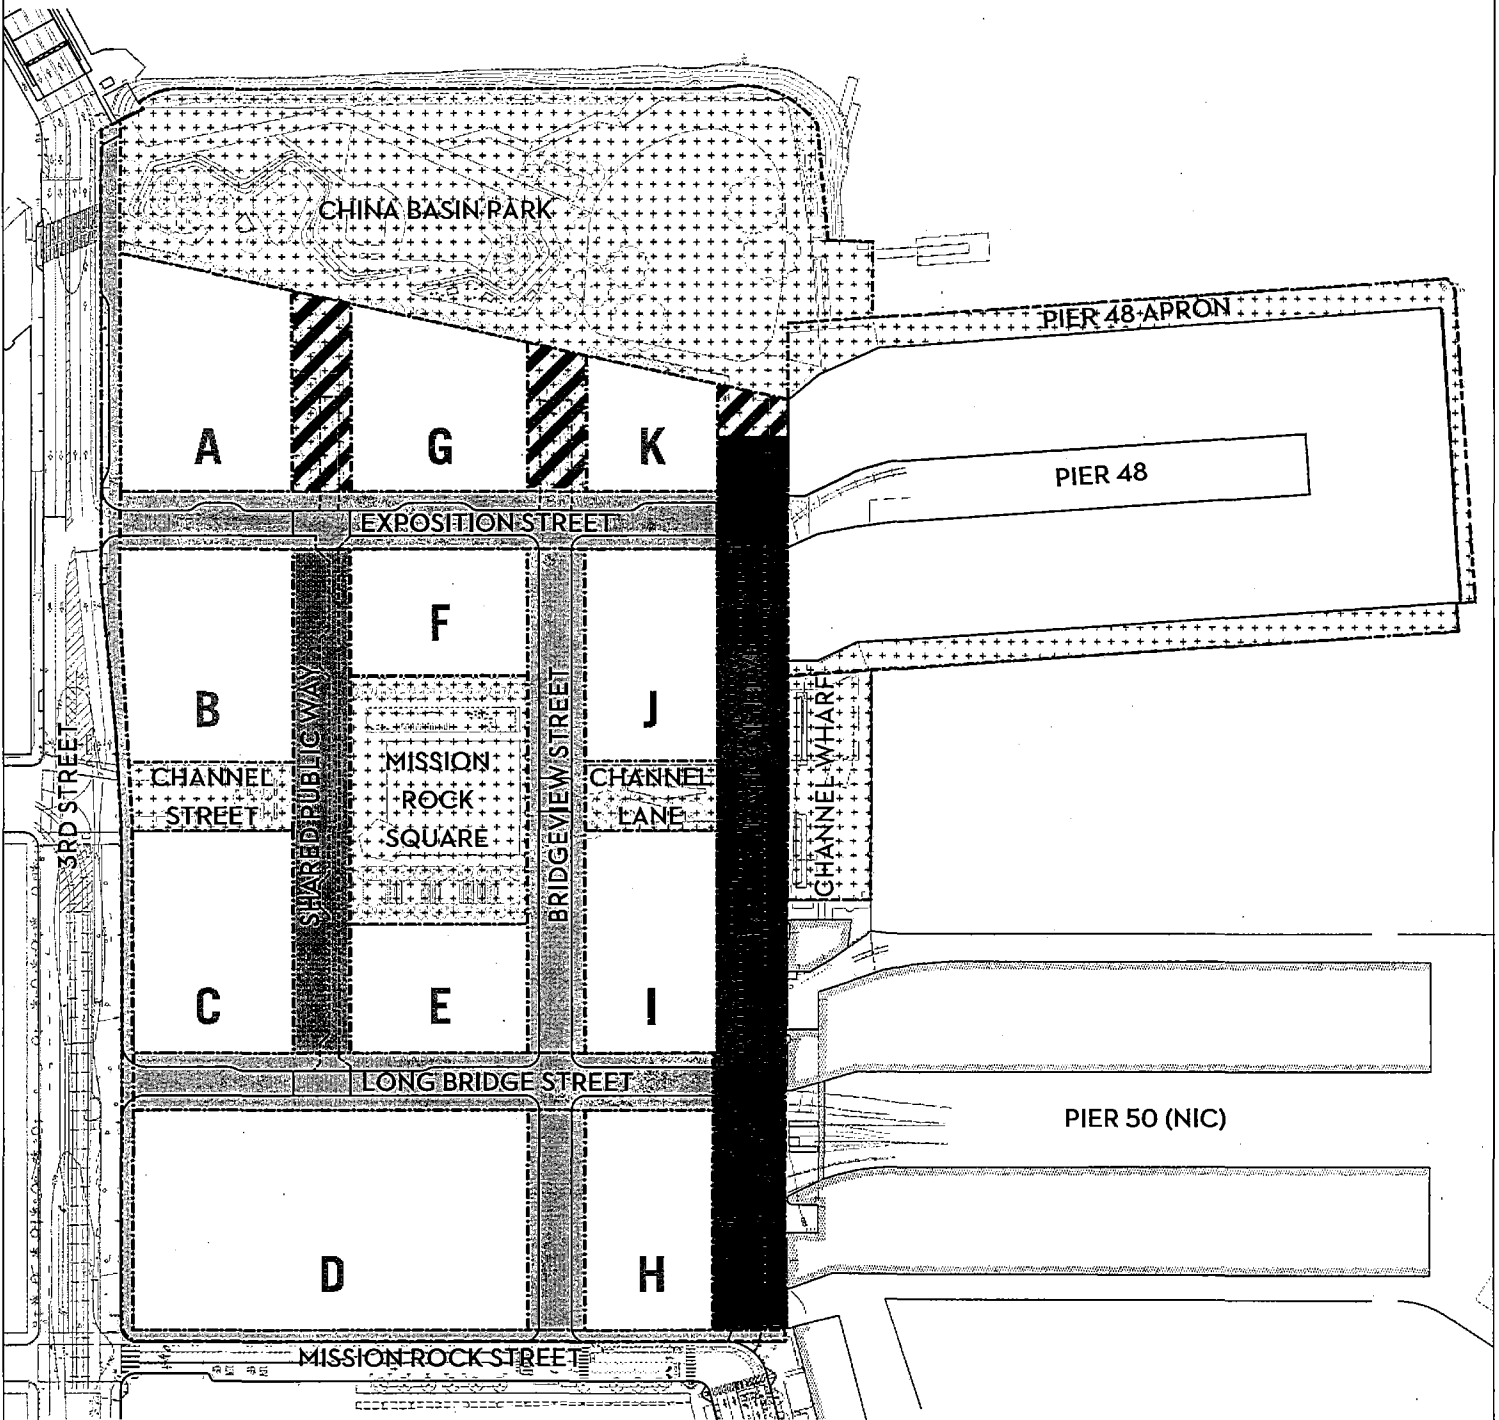 CHINA BASIN PARK
PIER 48 APRON
A
G
K
PIER 48
EXPOSITION STREET
F
B
J
3RD STREET
CHANNEL
STREET
SHARED PUBLIC WAY
MISSION
ROCK
SQUARE
BRIDGEVIEW STREET
CHANNEL
LANE
CHANNEL WHARF
C
E
I
LONG BRIDGE STREET
PIER 50 (NIC)
D
H
MISSION ROCK STREET